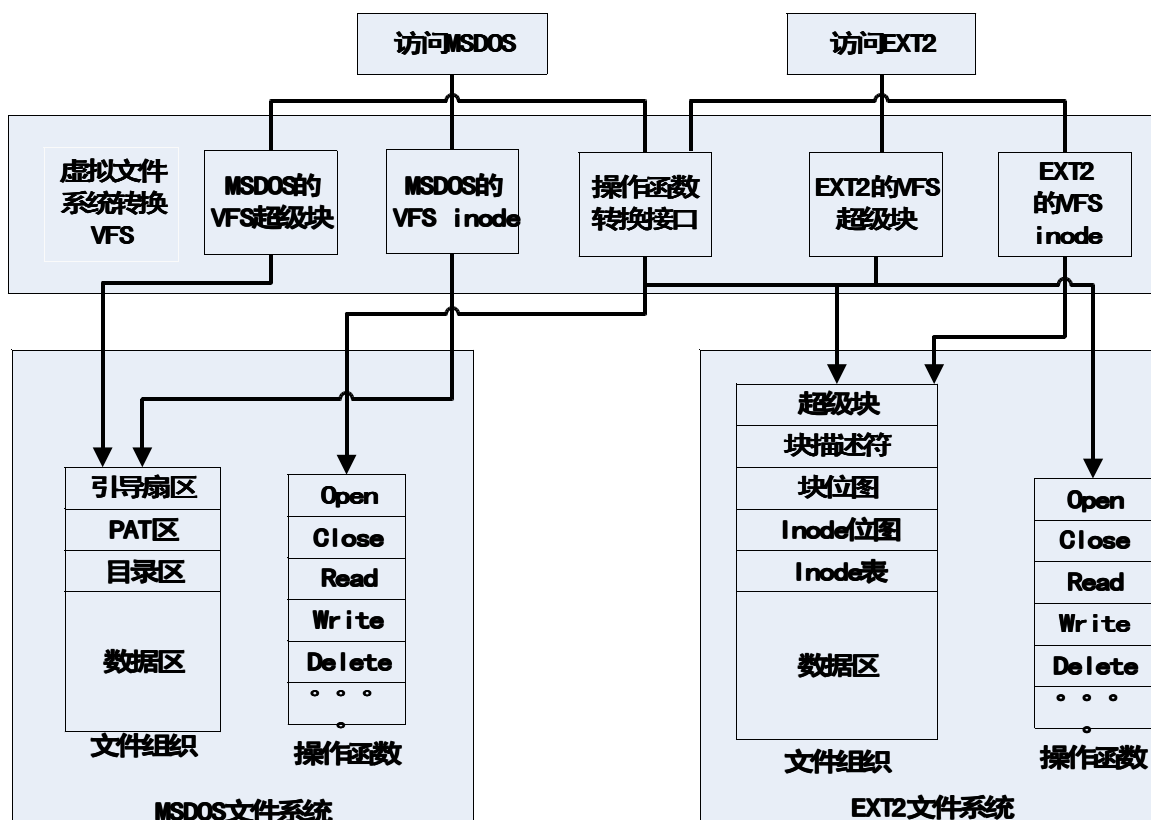 访问MSDOS
访问EXT2
虚拟文件
系统转换
VFS
MSDOS的
VFS超级块
MSDOS的
VFS inode
操作函数
转换接口
EXT2的VFS
超级块
EXT2
的VFS
inode
引导扇区
PAT区
目录区
数据区
文件组织
Open
Close
Read
Write
Delete
。。。
。
操作函数
MSDOS文件系统
超级块
块描述符
块位图
Inode位图
Inode表
数据区
文件组织
Open
Close
Read
Write
Delete
。。。
。
操作函数
EXT2文件系统